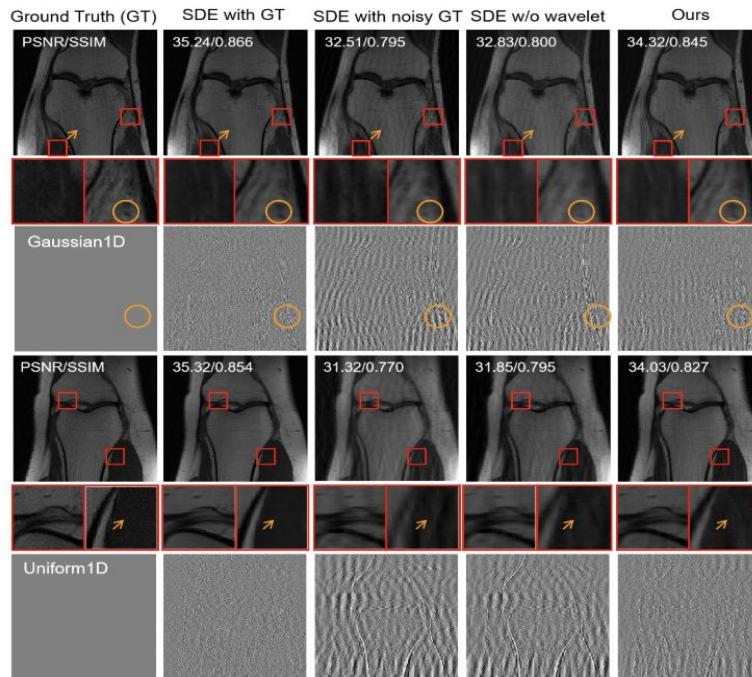 Ground Truth (GT) SDE with GT SDE with noisy GT SDE w/o wavelet Ours
PSNR/SSIM 35.24/0.866 32.51/0.795 32.83/0.800 34.32/0.845
Gaussian1D
PSNR/SSIM 35.32/0.854 31.32/0.770 31.85/0.795 34.03/0.827
Uniform1D